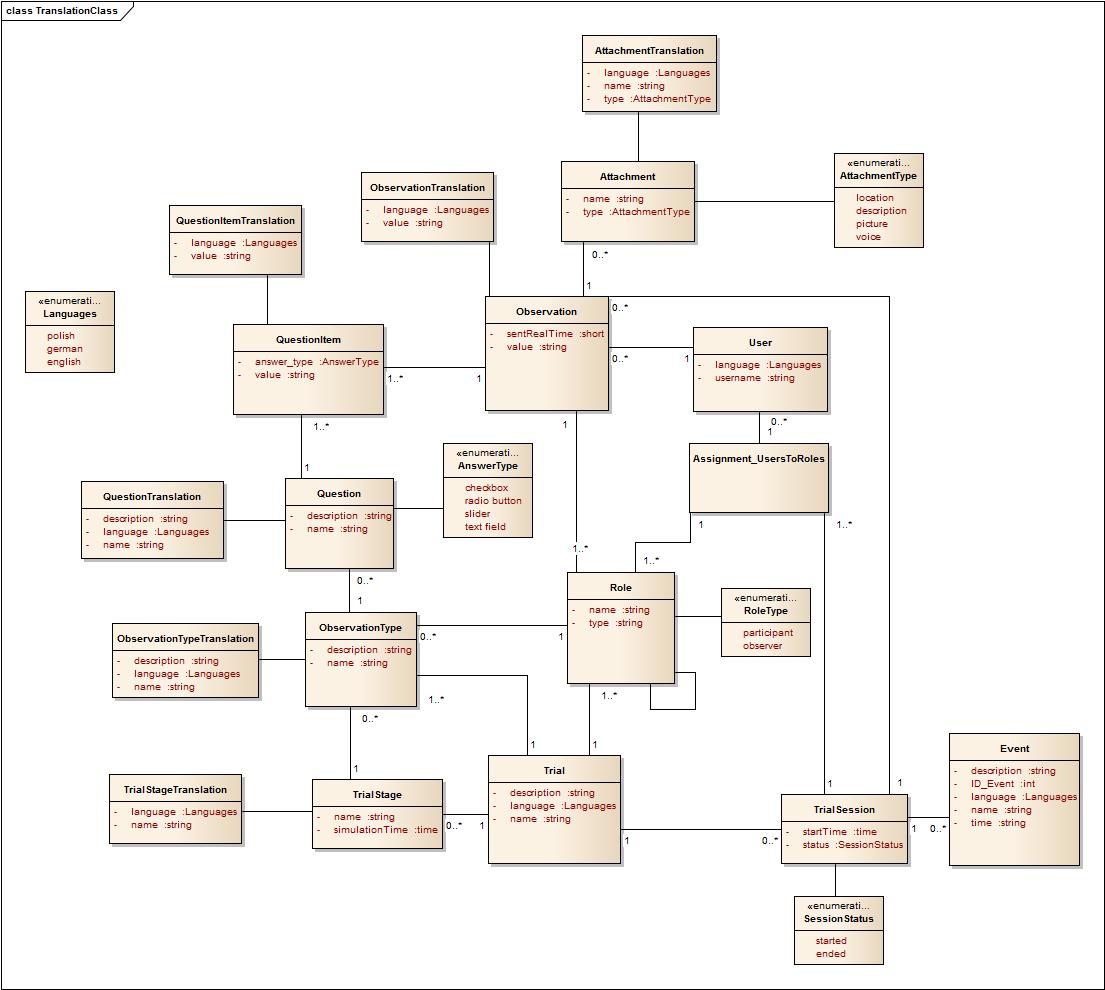 class TranslationClass
AttachmentTranslation
- language :Languages
- name :string
- type :AttachmentType
Attachment
- name :string
- type :AttachmentType
«enumerati...
AttachmentType
location
description
picture
voice
ObservationTranslation
- language :Languages
- value :string
QuestionItemTranslation
- language :Languages
- value :string
0..*
1
«enumerati...
Languages
polish
german
english
Observation
- sentRealTime :short
- value :string
0..*
0..*
1
User
- language :Languages
- username :string
QuestionItem
- answer_type :AnswerType
- value :string
1..*
1
1..*
1
1
0..*
1
Assignment_UsersToRoles
1
1..*
«enumerati...
AnswerType
checkbox
radio button
slider
text field
Question
- description :string
- name :string
QuestionTranslation
- description :string
- language :Languages
- name :string
1..*
1..*
0..*
1
Role
- name :string
- type :string
«enumerati...
RoleType
participant
observer
ObservationType
- description :string
- name :string
0..*
1
ObservationTypeTranslation
- description :string
- language :Languages
- name :string
1..*
1..*
0..*
1
1
1
1
1
Event
- description :string
- ID_Event :int
- language :Languages
- name :string
- time :string
Trial
- description :string
- language :Languages
- name :string
TrialStageTranslation
- language :Languages
- name :string
TrialStage
- name :string
- simulationTime :time
0..*
1
TrialSession
- startTime :time
- status :SessionStatus
1
0..*
1
0..*
«enumerati...
SessionStatus
started
ended